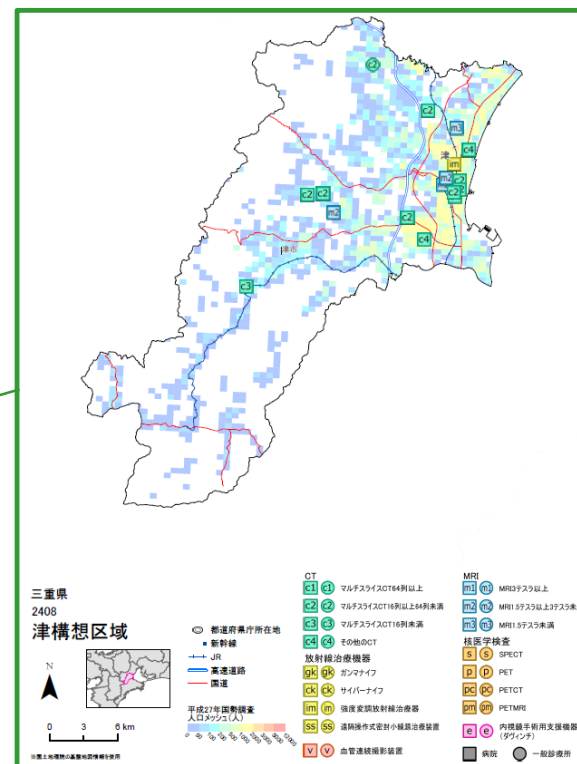 c2
c2
m3
c4
津
im
m2
c2
c2
c2 c2
m2
c2
c4
津市
c3
三重県
2408
津構想区域
N
0 3 6 km
※国土地理院の基盤地図情報を使用
都道府県庁所在地
新幹線
JR
高速道路
国道
平成27年国勢調査
人口メッシュ(人)
CT
c1 c1 マルチスライスCT64列以上
c2 c2 マルチスライスCT16列以上64列未満
c3 c3 マルチスライスCT16列未満
c4 c4 その他のCT
放射線治療機器
gk gk ガンマナイフ
ck ck サイバーナイフ
im im 強度変調放射線治療器
ss ss 遠隔操作式密封小線源治療装置
v v 血管連続撮影装置
MRI
m1 m1 MRI3テスラ以上
m2 m2 MRI1.5テスラ以上3テスラ未
m3 m3 MRI1.5テスラ未満
核医学検査
s s SPECT
p p PET
pc pc PETCT
pm pm PETMRI
e e 内視鏡手術用支援機器
(ダヴィンチ)
病院 一般診療所